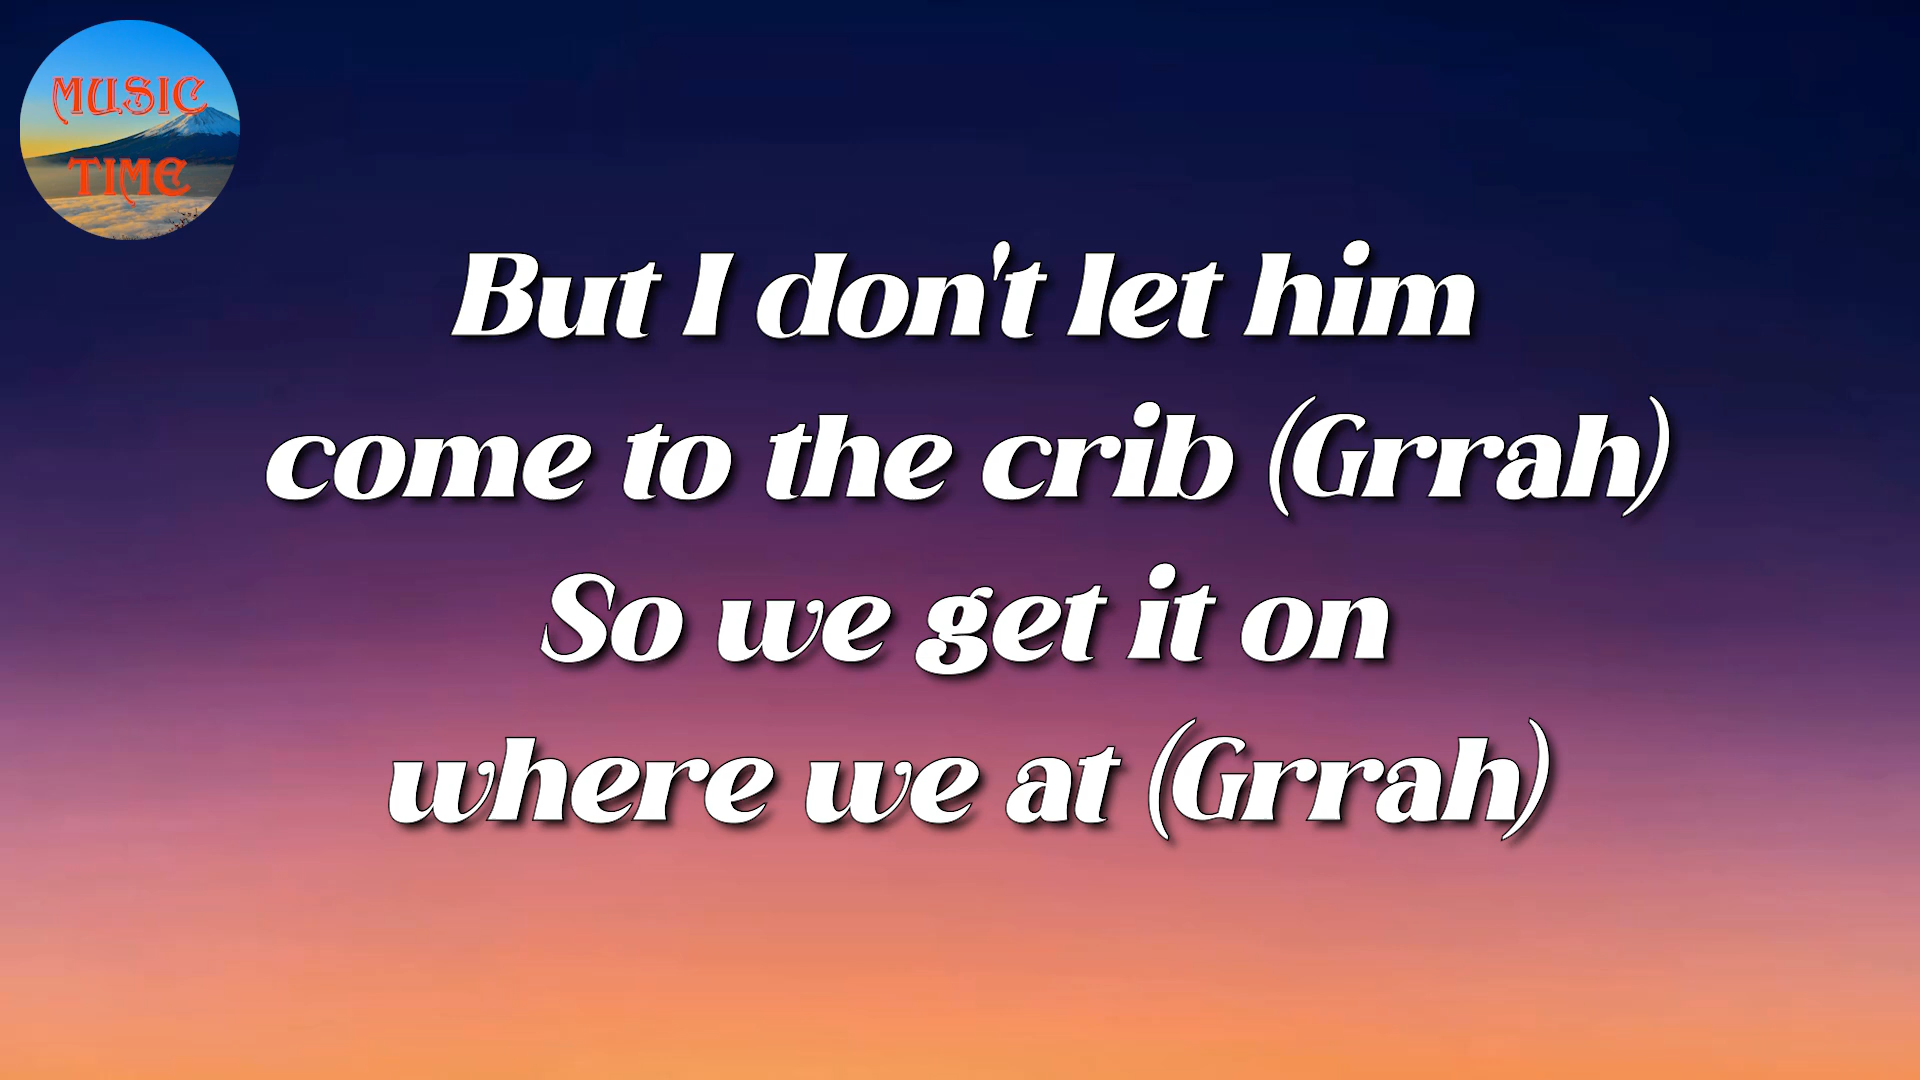 MUSIC
TIME
But I don't let him
come to the crib (Grrah)
So we get it on
where we at (Grrah)